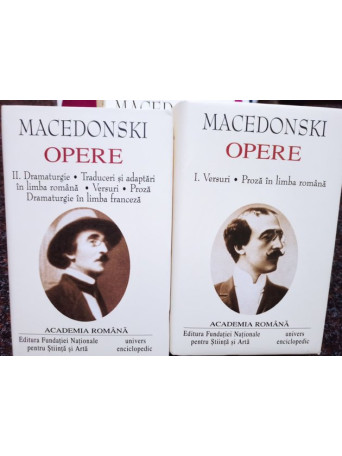 MACEDONSKI
OPERE
II. Dramaturgie • Traduceri și adaptări
în limba română • Versuri • Proză
Dramaturgie în limba franceză
ACADEMIA ROMÂNĂ
Editura Fundației Naționale
pentru Știință și Artă
univers
enciclopedic
MACEDONSKI
OPERE
I. Versuri • Proză în limba română
ACADEMIA ROMÂNĂ
Editura Fundației Naționale
pentru Știință și Artă
univers
enciclopedic